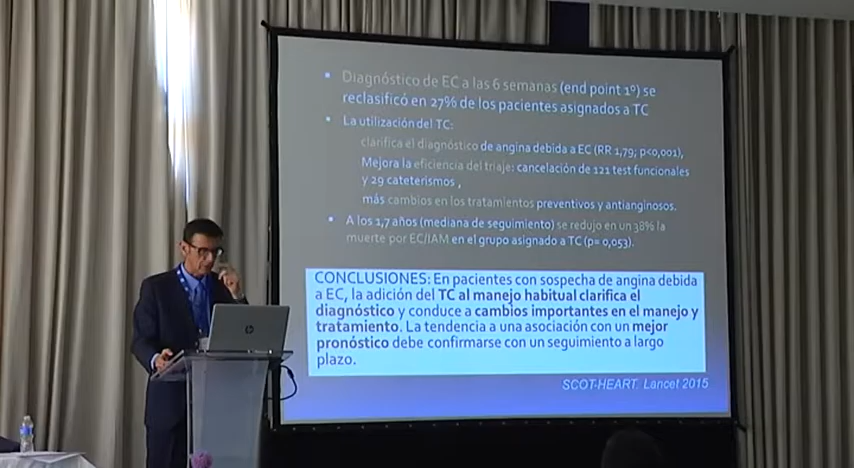 Diagnóstico de EC a las 6 semanas (end point 1º) se
reclasificó en 27% de los pacientes asignados a TC
La utilización del TC:
clarifica el diagnóstico de angina debida a EC (RR 1,79; p<0,001),
Mejora la eficiencia del triaje: cancelación de 121 test funcionales
y 29 cateterismos ,
más cambios en los tratamientos preventivos y antianginosos.
A los 1,7 años (mediana de seguimiento) se redujo en un 38% la
muerte por EC/IAM en el grupo asignado a TC (p= 0,053).
CONCLUSIONES: En pacientes con sospecha de angina debida
a EC, la adición del TC al manejo habitual clarifica el
diagnóstico y conduce a cambios importantes en el manejo y
tratamiento. La tendencia a una asociación con un mejor
pronóstico debe confirmarse con un seguimiento a largo
plazo.
SCOT-HEART. Lancet 2015
hp